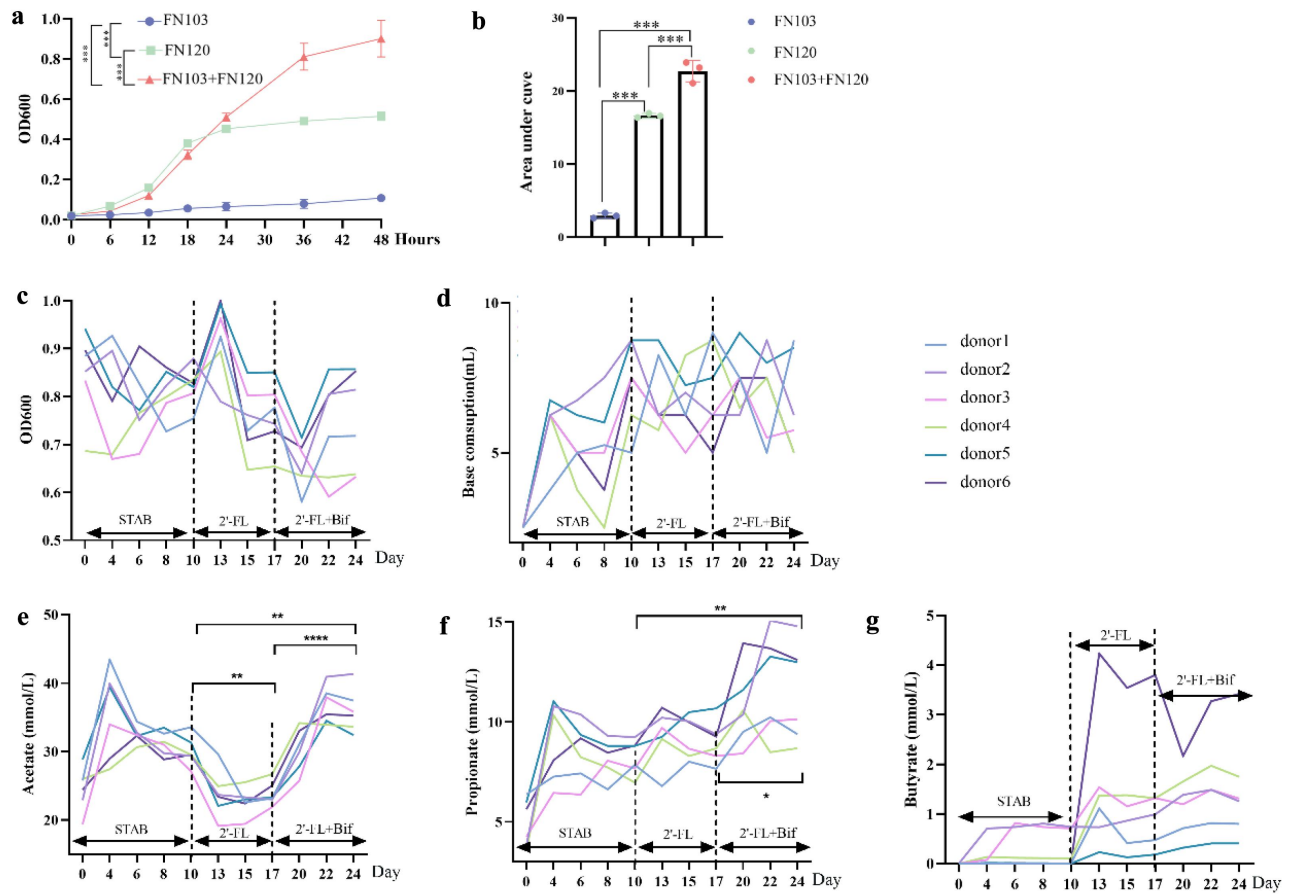 a
FN103
FN120
FN103+FN120
***
***
***
OD600
1.0
0.8
0.6
0.4
0.2
0.0
0 6 12 18 24 30 36 42 48 Hours
b
***
***
***
FN103
FN120
FN103+FN120
Area under cuve
30
20
10
0
c
OD600
1.0
0.9
0.8
0.7
0.6
0.5
STAB 2'-FL 2'-FL+Bif
0 4 6 8 10 13 15 17 20 22 24 Day
d
Base comsuption(mL)
10
5
STAB 2'-FL 2'-FL+Bif
0 4 6 8 10 13 15 17 20 22 24 Day
donor1
donor2
donor3
donor4
donor5
donor6
e
Acetate (mmol/L)
50
40
30
20
**
****
**
STAB 2'-FL 2'-FL+Bif
0 4 6 8 10 13 15 17 20 22 24 Day
f
Propionate (mmol/L)
15
10
5
**
*
STAB 2'-FL 2'-FL+Bif
0 4 6 8 10 13 15 17 20 22 24 Day
g
Butyrate (mmol/L)
5
4
3
2
1
0
2'-FL
2'-FL+Bif
STAB
0 4 6 8 10 13 15 17 20 22 24 Day